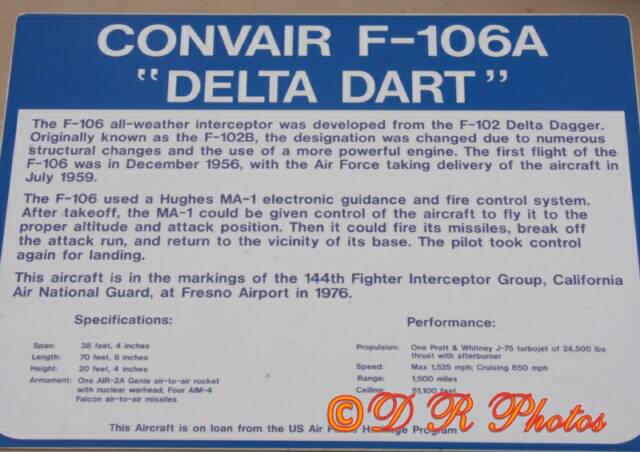 CONVAIR F-106A
"DELTA DART"
The F-106 all-weather interceptor was developed from the F-102 Delta Dagger.
Originally known as the F-102B, the designation was changed due to numerous
structural changes and the use of a more powerful engine. The first flight of the
F-106 was in December 1956, with the Air Force taking delivery of the aircraft in
July 1959.
The F-106 used a Hughes MA-1 electronic guidance and fire control system.
After takeoff, the MA-1 could be given control of the aircraft to fly it to the
proper altitude and attack position. Then it could fire its missiles, break off
the attack run, and return to the vicinity of its base. The pilot took control
again for landing.
This aircraft is in the markings of the 144th Fighter Interceptor Group, California
Air National Guard, at Fresno Airport in 1976.
Specifications:
Span: 38 feet, 4 inches
Length: 70 feet, 9 inches
Height: 20 feet, 4 inches
Armament: One AIR-2A Genie air-to-air rocket
with nuclear warhead, Four AIM-4
Falcon air-to-air missiles
Performance:
Propulsion: One Pratt & Whitney J-75 turbojet of 24,500 lbs
thrust with afterburner
Speed: Max 1,525 mph; Cruising 650 mph
Range: 1,500 miles
Ceiling: 51,100 feet
This Aircraft is on loan from the US Air Program
©D R Photos